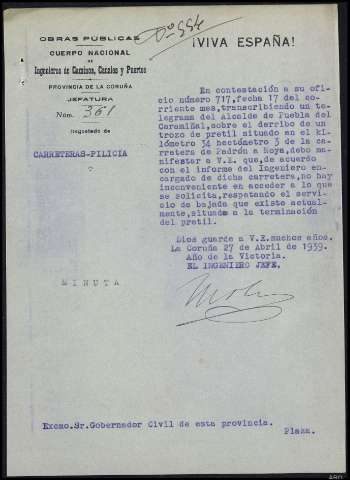 Nº 554
OBRAS PÚBLICAS
CUERPO NACIONAL
DE
Ingenieros de Caminos, Canales y Puertos
PROVINCIA DE LA CORUÑA
JEFATURA
Núm. 361
Negociado de
CARRETERAS-PILICIA
MINUTA
¡VIVA ESPAÑA!
En contestación a su ofi-
cio número 717, fecha 17 del co-
rriente mes, transcribiendo un te-
legrama del Alcalde de Puebla del
Caramiñal, sobre el derribo de un
trozo de pretil situado en el ki-
lómetro 34 hectómetro 3 de la ca-
rretera de Padrón a Noya, debo ma-
nifestar a V.E. que, de acuerdo
con el informe del Ingeniero en-
cargado de dicha carretera, no hay
inconveniente en acceder a lo que
se solicita, respetando el servi-
cio de bajada que existe actual-
mente, situado a la terminación
del pretil.
Dios guarde a V.E. muchos años.
La Coruña 27 de Abril de 1939.
Año de la Victoria.
EL INGENIERO JEFE,
Excmo. Sr. Gobernador Civil de esta provincia.
Plaza.